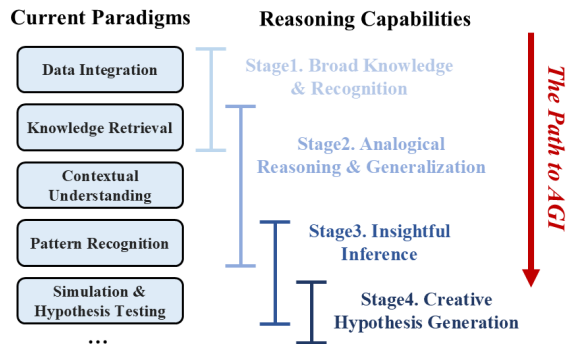 Current Paradigms
Data Integration
Knowledge Retrieval
Contextual
Understanding
Pattern Recognition
Simulation &
Hypothesis Testing
...
Reasoning Capabilities
Stage1. Broad Knowledge
& Recognition
Stage2. Analogical
Reasoning & Generalization
Stage3. Insightful
Inference
Stage4. Creative
Hypothesis Generation
The Path to AGI